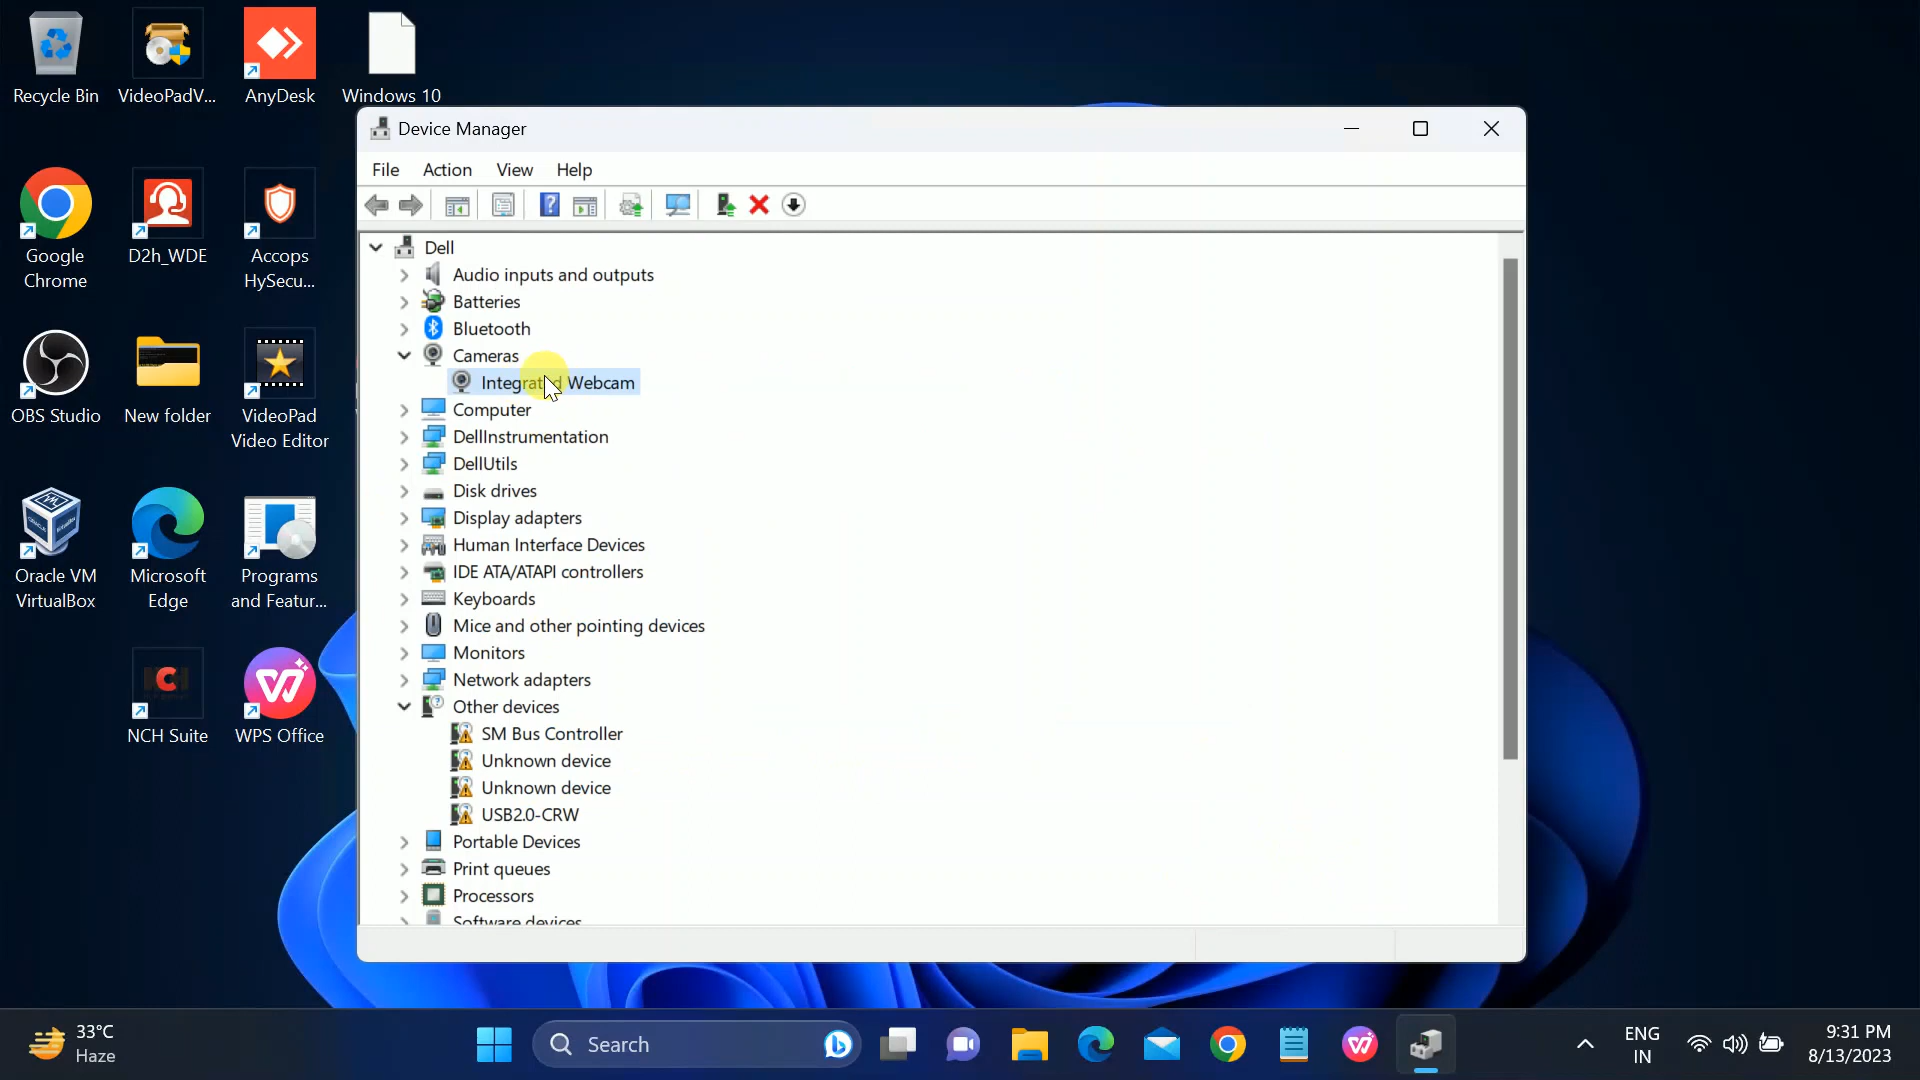 Recycle Bin
VideoPadV...
AnyDesk
Windows 10
Google
Chrome
D2h_WDE
Accops
HySecu...
OBS Studio
New folder
VideoPad
Video Editor
Oracle VM
VirtualBox
Microsoft
Edge
Programs
and Featur...
NCH Suite
WPS Office
Device Manager
File Action View Help
Dell
Audio inputs and outputs
Batteries
Bluetooth
Cameras
Integrated Webcam
Computer
DellInstrumentation
DellUtils
Disk drives
Display adapters
Human Interface Devices
IDE ATA/ATAPI controllers
Keyboards
Mice and other pointing devices
Monitors
Network adapters
Other devices
SM Bus Controller
Unknown device
Unknown device
USB2.0-CRW
Portable Devices
Print queues
Processors
Software devices
33°C
Haze
Search
ENG
IN
9:31 PM
8/13/2023